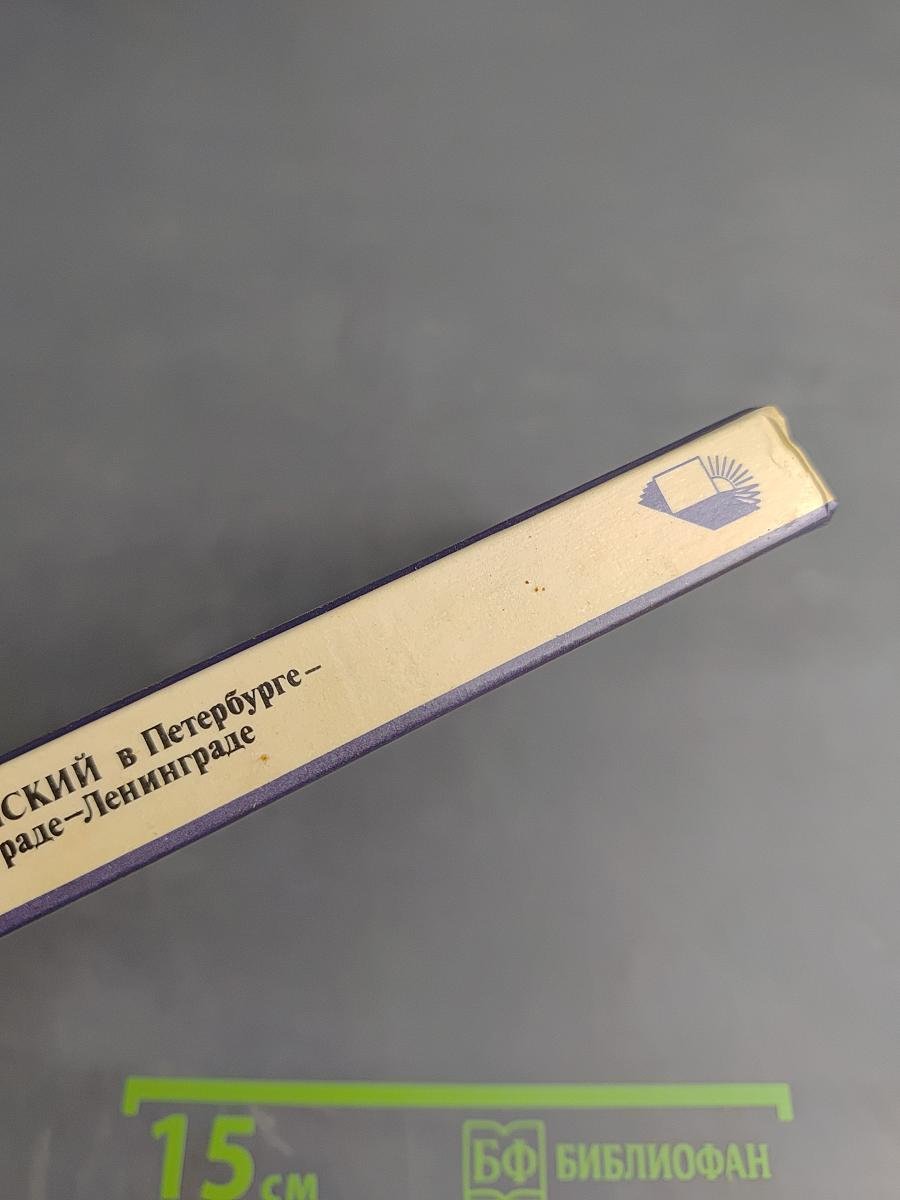 СКИЙ в Петербурге–
раде–Ленинграде
15 см
БФ БИБЛИОФАН